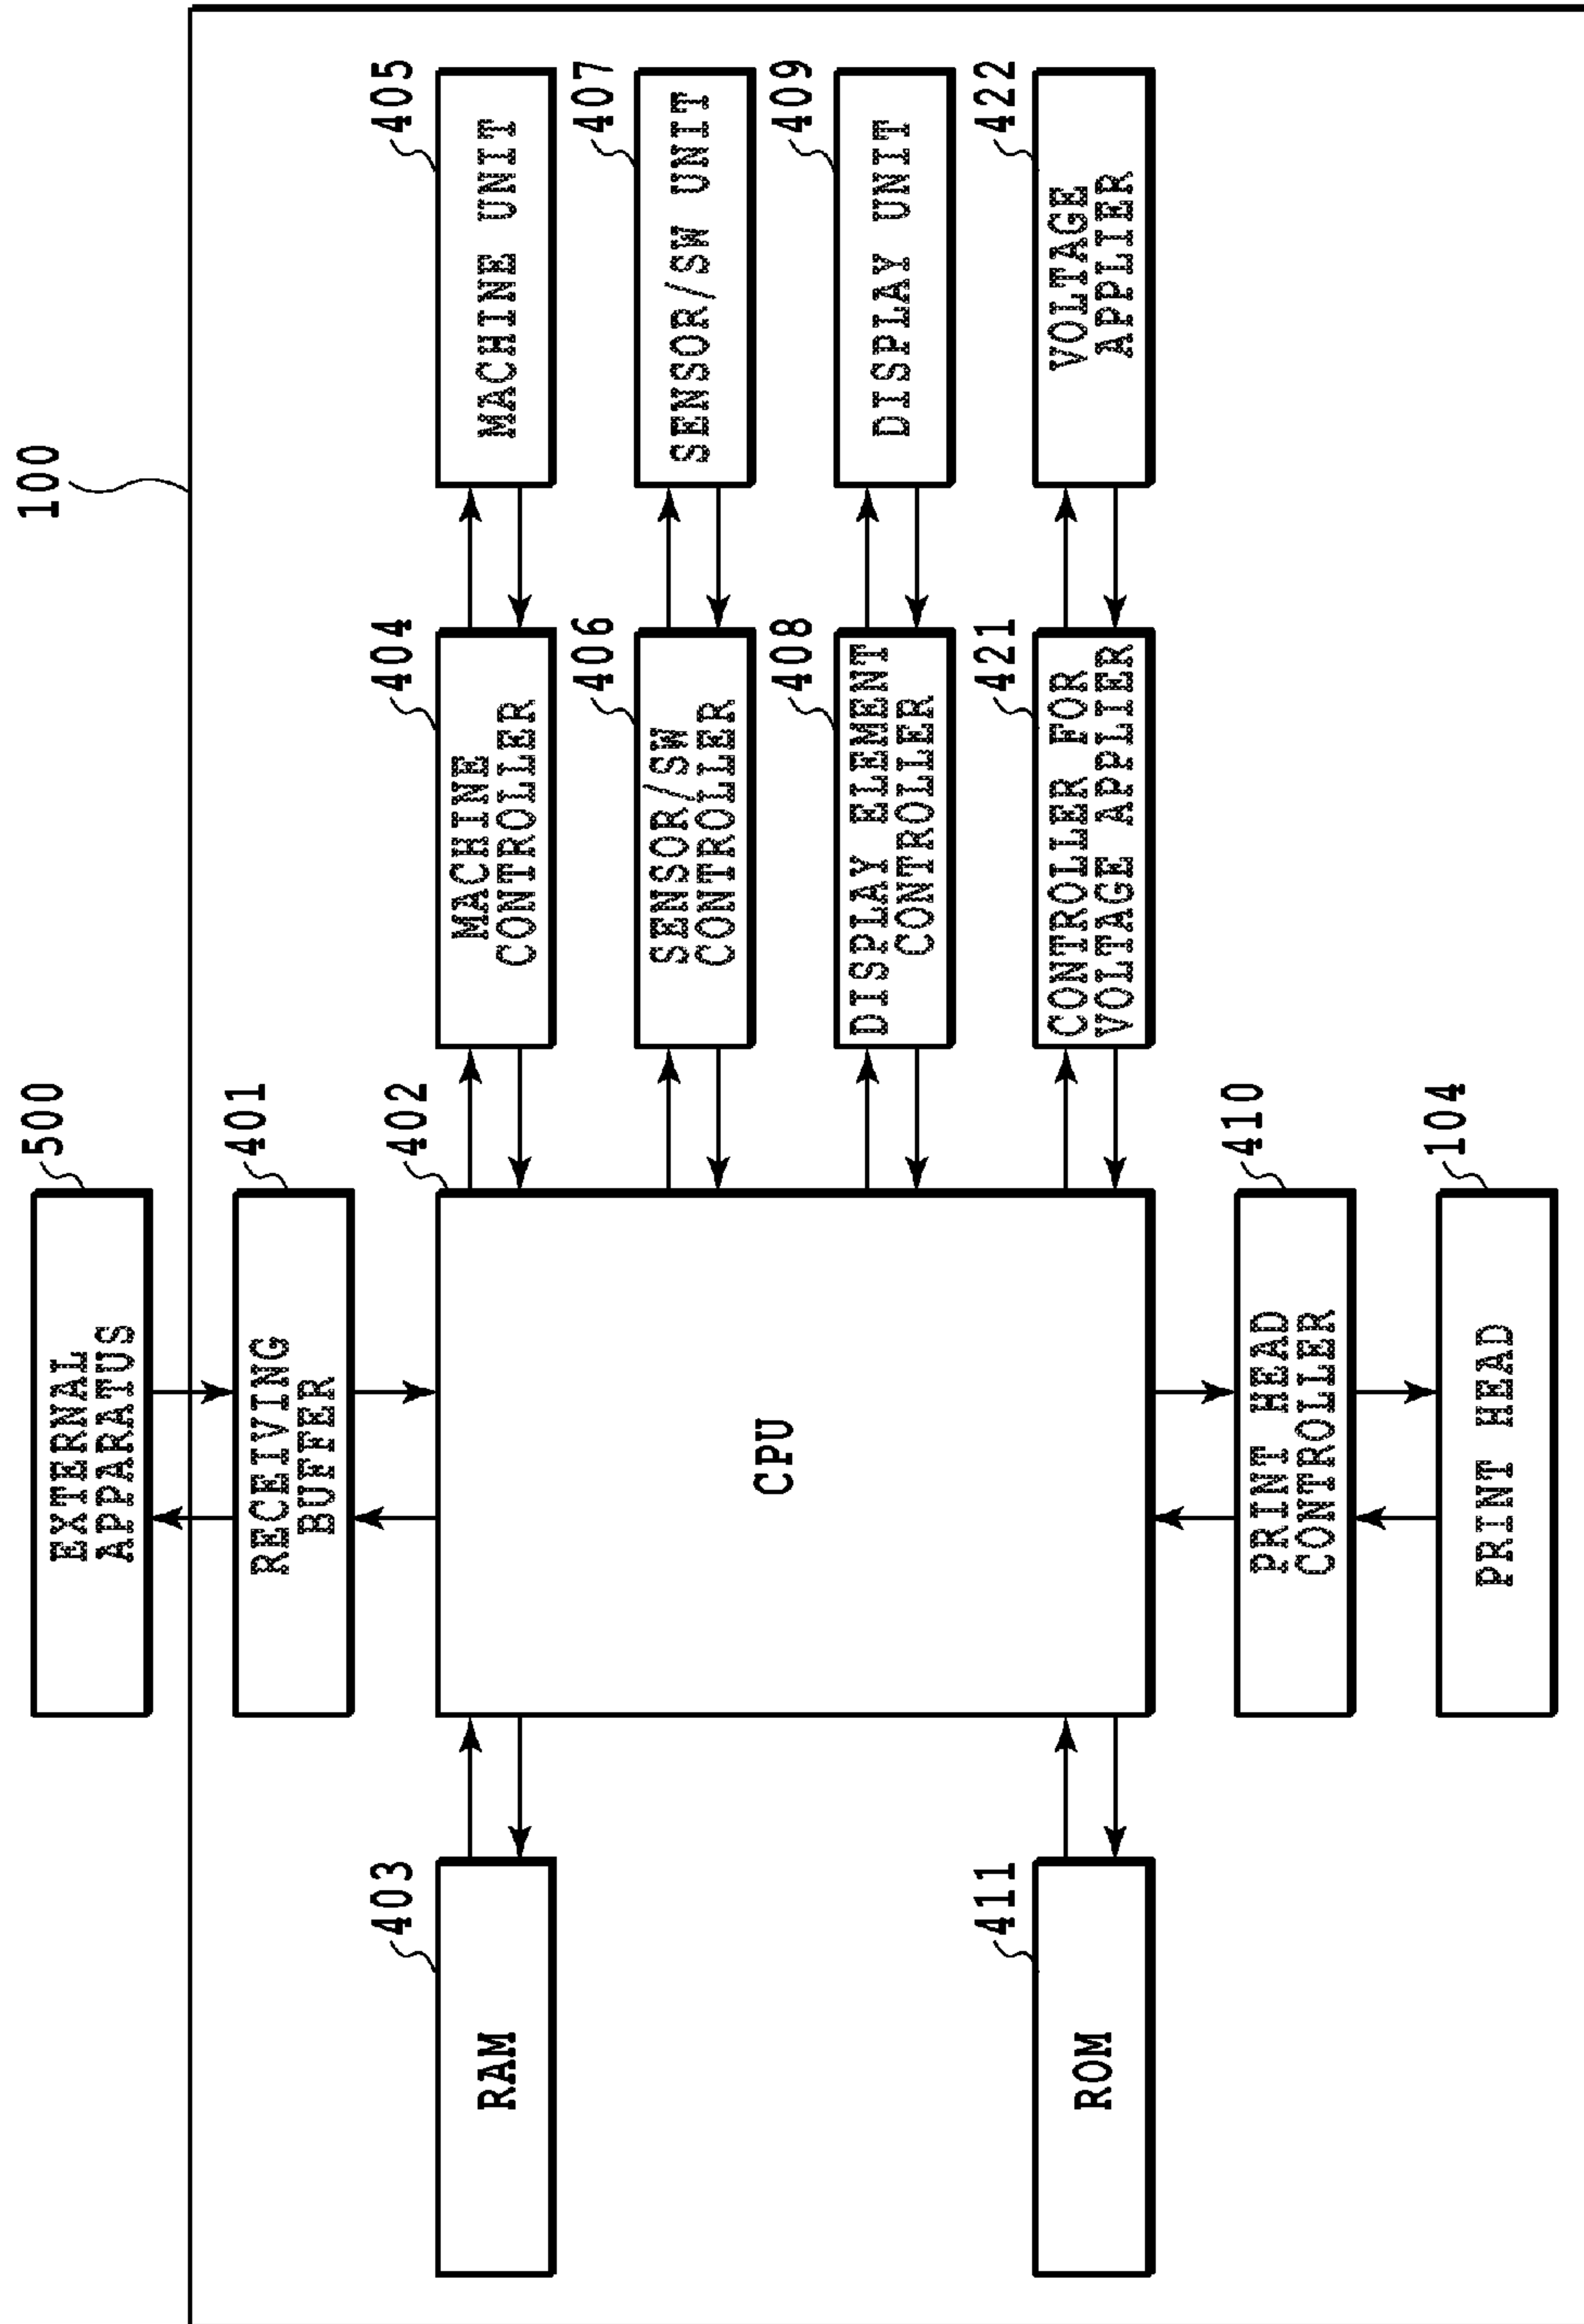 100
500
EXTERNAL
APPARATUS
401
RECEIVING
BUFFER
402
CPU
403
RAM
411
ROM
404
MACHINE
CONTROLLER
405
MACHINE UNIT
406
SENSOR/SW
CONTROLLER
407
SENSOR/SW UNIT
408
DISPLAY ELEMENT
CONTROLLER
409
DISPLAY UNIT
421
CONTROLLER FOR
VOLTAGE APPLIER
422
VOLTAGE
APPLIER
410
PRINT HEAD
CONTROLLER
104
PRINT HEAD